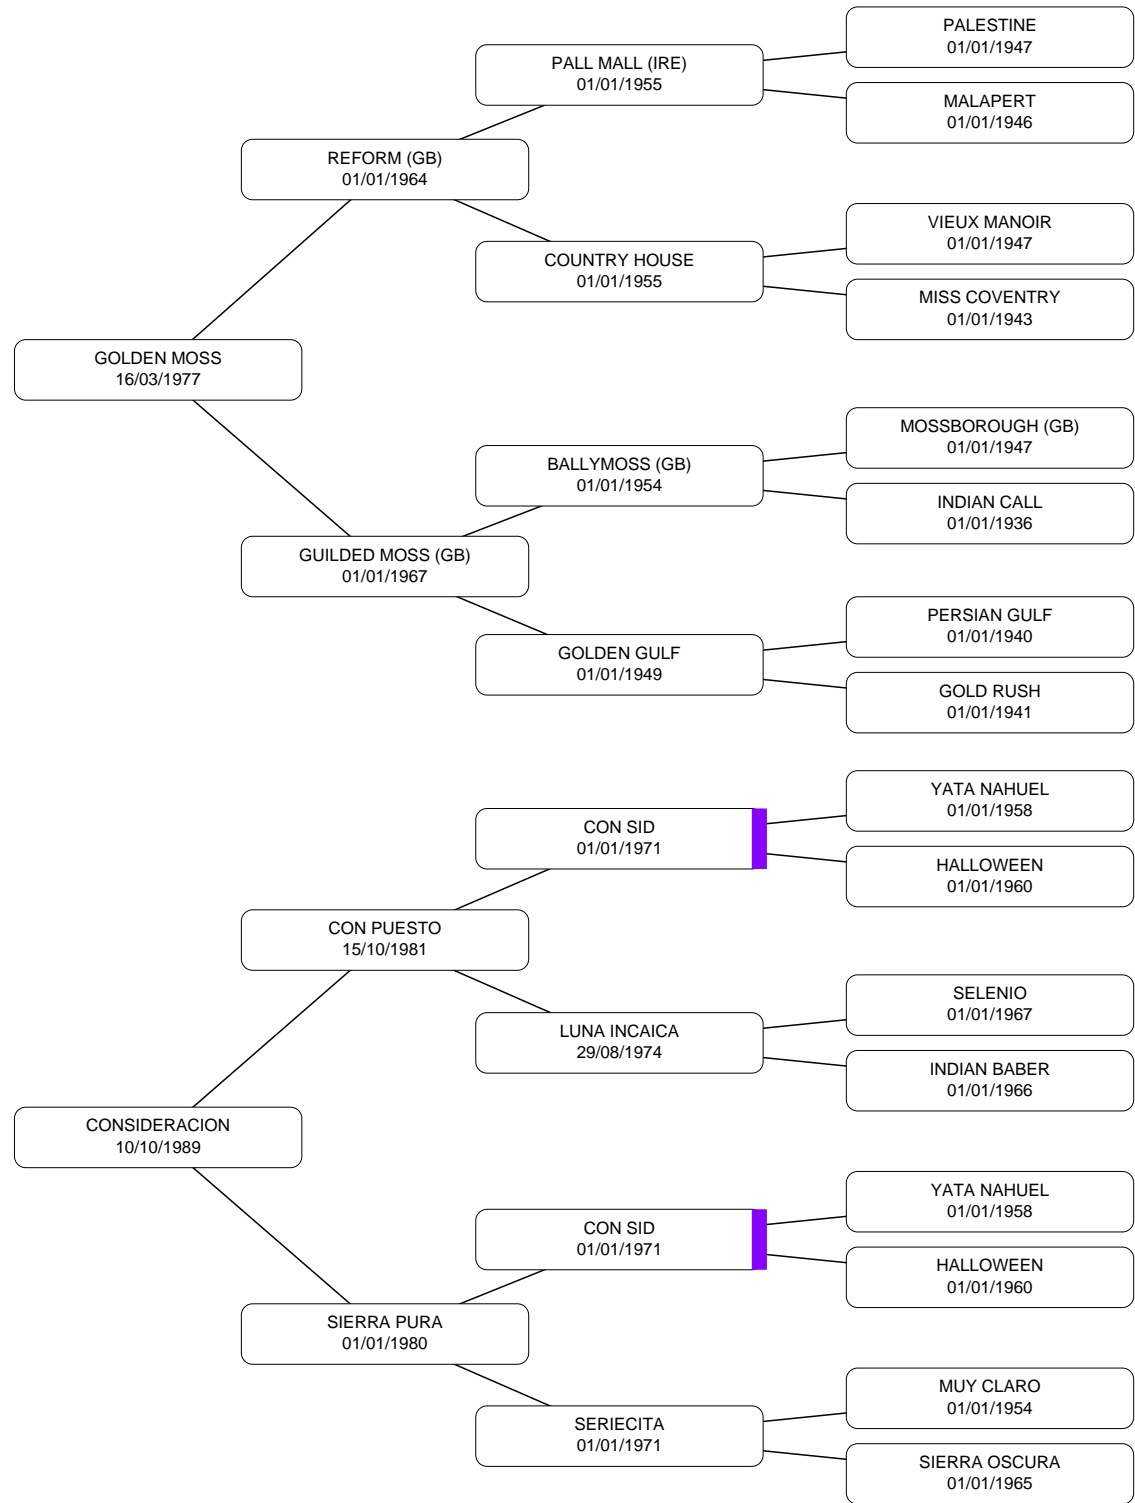 PALESTINE
01/01/1947
PALL MALL (IRE)
01/01/1955
MALAPERT
01/01/1946
REFORM (GB)
01/01/1964
VIEUX MANOIR
01/01/1947
COUNTRY HOUSE
01/01/1955
MISS COVENTRY
01/01/1943
GOLDEN MOSS
16/03/1977
MOSSBOROUGH (GB)
01/01/1947
BALLYMOSS (GB)
01/01/1954
INDIAN CALL
01/01/1936
GUILDED MOSS (GB)
01/01/1967
PERSIAN GULF
01/01/1940
GOLDEN GULF
01/01/1949
GOLD RUSH
01/01/1941
YATA NAHUEL
01/01/1958
CON SID
01/01/1971
HALLOWEEN
01/01/1960
CON PUESTO
15/10/1981
SELENIO
01/01/1967
LUNA INCAICA
29/08/1974
INDIAN BABER
01/01/1966
CONSIDERACION
10/10/1989
YATA NAHUEL
01/01/1958
CON SID
01/01/1971
HALLOWEEN
01/01/1960
SIERRA PURA
01/01/1980
MUY CLARO
01/01/1954
SERIECITA
01/01/1971
SIERRA OSCURA
01/01/1965